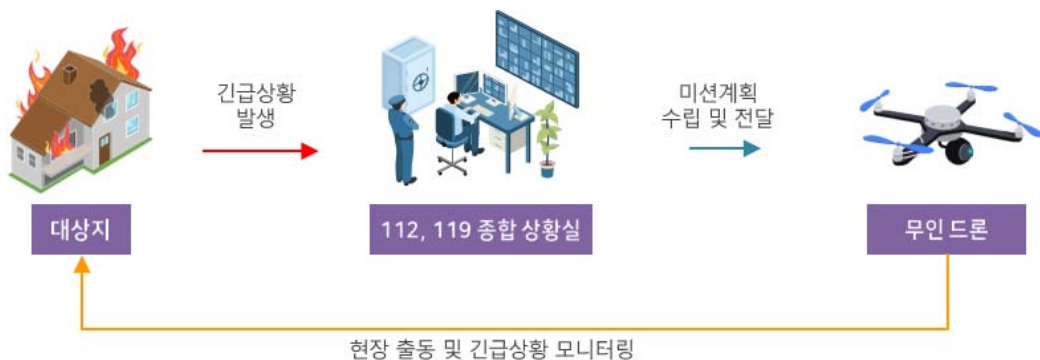 긴급상황
발생
미션계획
수립 및 전달
대상지
112, 119 종합 상황실
무인 드론
현장 출동 및 긴급상황 모니터링